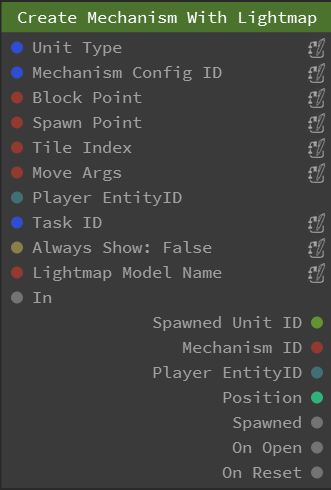 Create Mechanism With Lightmap
Unit Type
Mechanism Config ID
Block Point
Spawn Point
Tile Index
Move Args
Player EntityID
Task ID
Always Show: False
Lightmap Model Name
In
Spawned Unit ID
Mechanism ID
Player EntityID
Position
Spawned
On Open
On Reset